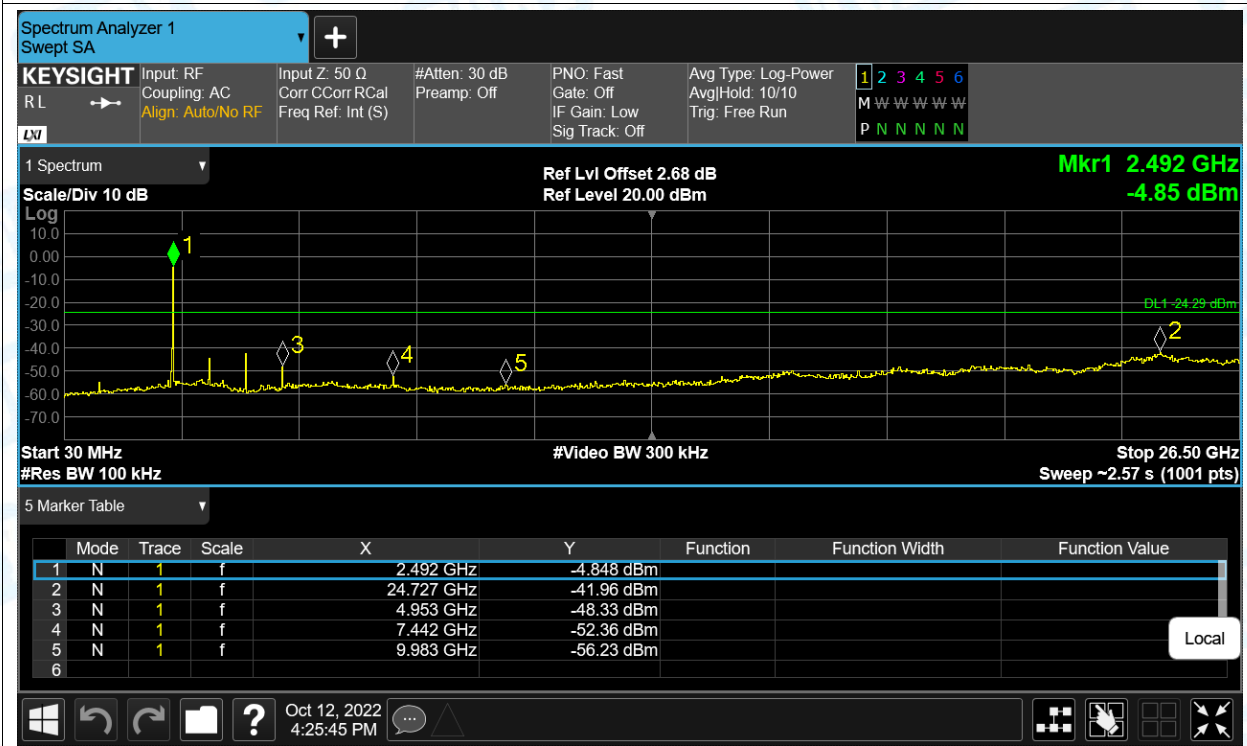 Spectrum Analyzer 1
Swept SA
KEYSIGHT Input: RF Input Z: 50 Ω #Atten: 30 dB PNO: Fast Avg Type: Log-Power 1 2 3 4 5 6
R L Coupling: AC Corr CCorr RCal Preamp: Off Gate: Off Avg|Hold: 10/10 M W W W W W W
Align: Auto/No RF Freq Ref: Int (S) IF Gain: Low Trig: Free Run P N N N N N
LXI Sig Track: Off
1 Spectrum Ref Lvl Offset 2.68 dB Mkr1 2.492 GHz
Scale/Div 10 dB Ref Level 20.00 dBm -4.85 dBm
Log
10.0
1
0.00
-10.0
-20.0
DL1 -24.29 dBm
-30.0
2
3
-40.0
4
5
-50.0
-60.0
-70.0
Start 30 MHz #Video BW 300 kHz Stop 26.50 GHz
#Res BW 100 kHz Sweep ~2.57 s (1001 pts)
5 Marker Table
Mode Trace Scale X Y Function Function Width Function Value
1 N 1 f 2.492 GHz -4.848 dBm
2 N 1 f 24.727 GHz -41.96 dBm
3 N 1 f 4.953 GHz -48.33 dBm
4 N 1 f 7.442 GHz -52.36 dBm
5 N 1 f 9.983 GHz -56.23 dBm
6
Local
? Oct 12, 2022
4:25:45 PM